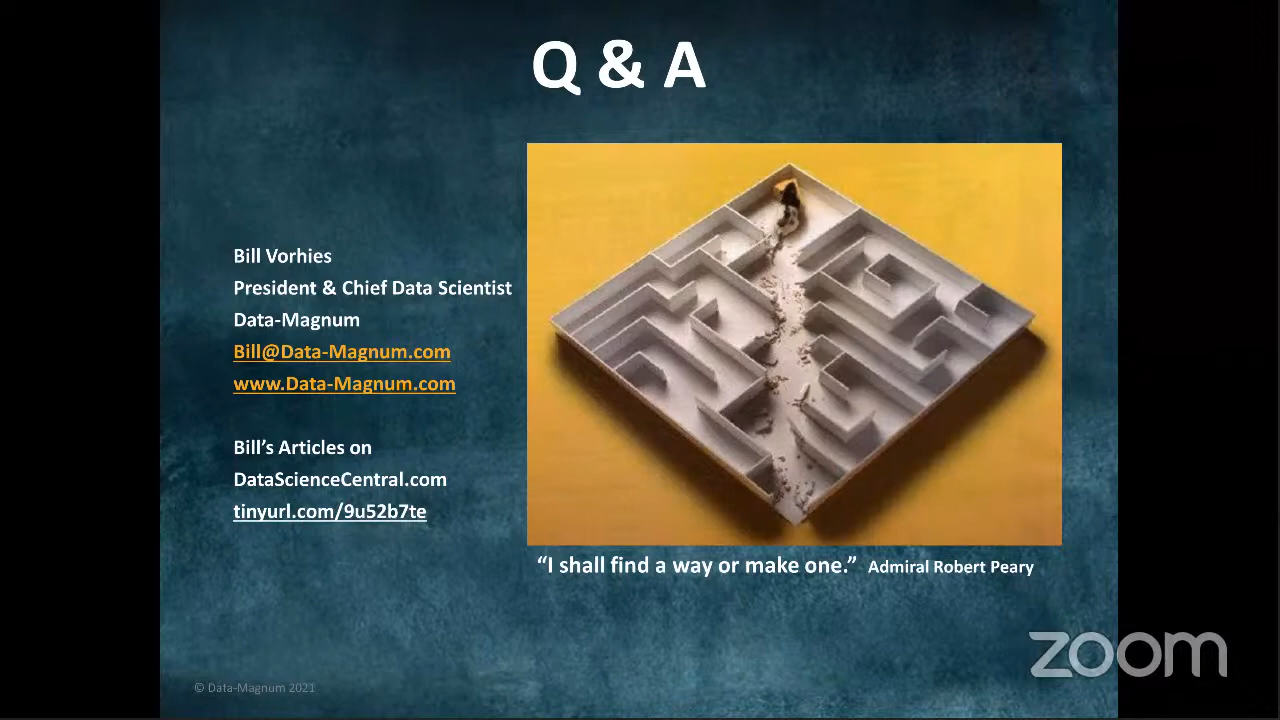 Q & A
Bill Vorhies
President & Chief Data Scientist
Data-Magnum
Bill@Data-Magnum.com
www.Data-Magnum.com
Bill’s Articles on
DataScienceCentral.com
tinyurl.com/9u52b7te
“I shall find a way or make one.” Admiral Robert Peary
zoom
© Data-Magnum 2021